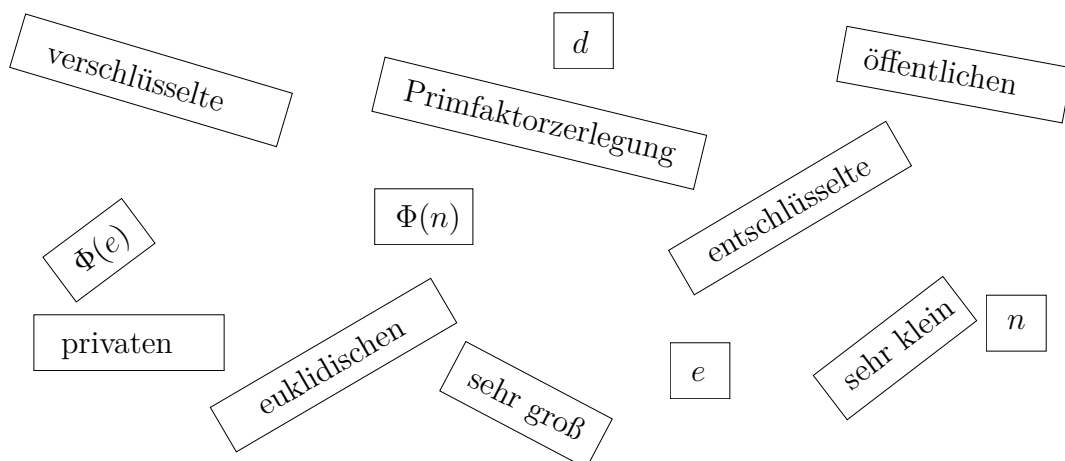 verschlüsselte
d
öffentlichen
Primfaktorzerlegung
entschlüsselte
Φ(e)
Φ(n)
privaten
euklidischen
sehr groß
e
sehr klein
n